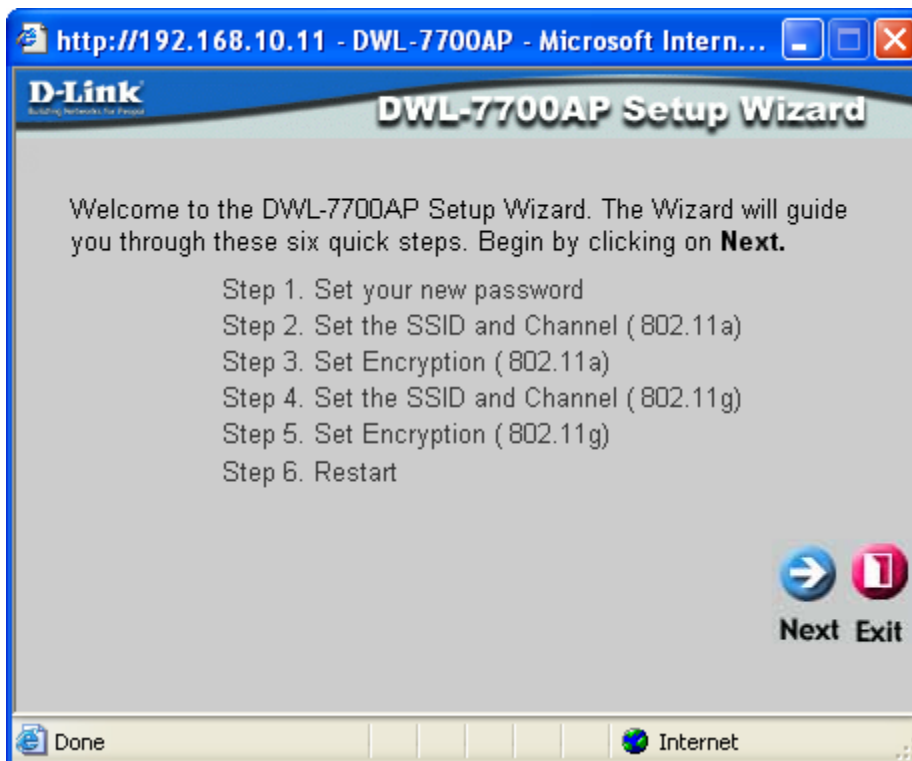 http://192.168.10.11 - DWL-7700AP - Microsoft Intern...
D-Link
Building Networks for People
DWL-7700AP Setup Wizard
Welcome to the DWL-7700AP Setup Wizard. The Wizard will guide
you through these six quick steps. Begin by clicking on Next.
Step 1. Set your new password
Step 2. Set the SSID and Channel ( 802.11a)
Step 3. Set Encryption ( 802.11a)
Step 4. Set the SSID and Channel ( 802.11g)
Step 5. Set Encryption ( 802.11g)
Step 6. Restart
Next Exit
Done Internet